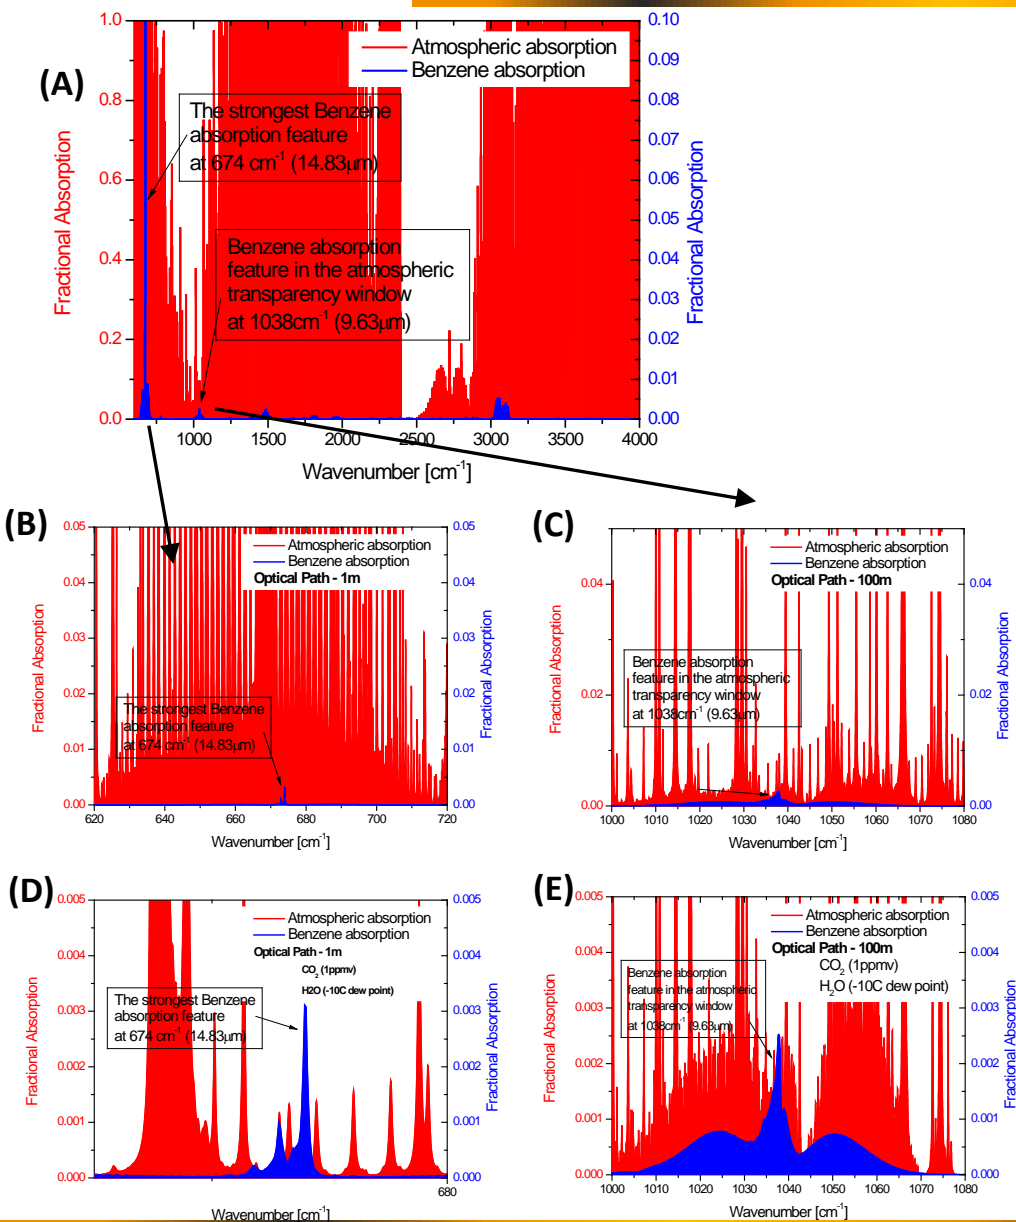 (A)
1.0
0.8
0.6
0.4
0.2
0.0
Fractional Absorption
0.10
0.09
0.08
0.07
0.06
0.05
0.04
0.03
0.02
0.01
0.00
Fractional Absorption
Atmospheric absorption
Benzene absorption
The strongest Benzene
absorption feature
at 674 cm⁻¹ (14.83μm)
Benzene absorption
feature in the atmospheric
transparency window
at 1038cm⁻¹ (9.63μm)
1000 1500 2000 2500 3000 3500 4000
Wavenumber [cm⁻¹]
(B)
0.05
0.04
0.03
0.02
0.01
0.00
Fractional Absorption
0.05
0.04
0.03
0.02
0.01
0.00
Fractional Absorption
Atmospheric absorption
Benzene absorption
Optical Path - 1m
The strongest Benzene
absorption feature
at 674 cm⁻¹ (14.83μm)
620 640 660 680 700 720
Wavenumber [cm⁻¹]
(C)
0.04
0.02
0.00
Fractional Absorption
0.04
0.02
0.00
Fractional Absorption
Atmospheric absorption
Benzene absorption
Optical Path - 100m
Benzene absorption
feature in the atmospheric
transparency window
at 1038cm⁻¹ (9.63μm)
1000 1010 1020 1030 1040 1050 1060 1070 1080
Wavenumber [cm⁻¹]
(D)
0.005
0.004
0.003
0.002
0.001
0.000
Fractional Absorption
0.005
0.004
0.003
0.002
0.001
0.000
Fractional Absorption
Atmospheric absorption
Benzene absorption
Optical Path - 1m
CO₂ (1ppmv)
H2O (-10C dew point)
The strongest Benzene
absorption feature
at 674 cm⁻¹ (14.83μm)
680
Wavenumber [cm⁻¹]
(E)
0.005
0.004
0.003
0.002
0.001
0.000
Fractional Absorption
0.005
0.004
0.003
0.002
0.001
0.000
Fractional Absorption
Atmospheric absorption
Benzene absorption
Optical Path - 100m
CO₂ (1ppmv)
H₂O (-10C dew point)
Benzene absorption
feature in the atmospheric
transparency window
at 1038cm⁻¹ (9.63μm)
1000 1010 1020 1030 1040 1050 1060 1070 1080
Wavenumber [cm⁻¹]